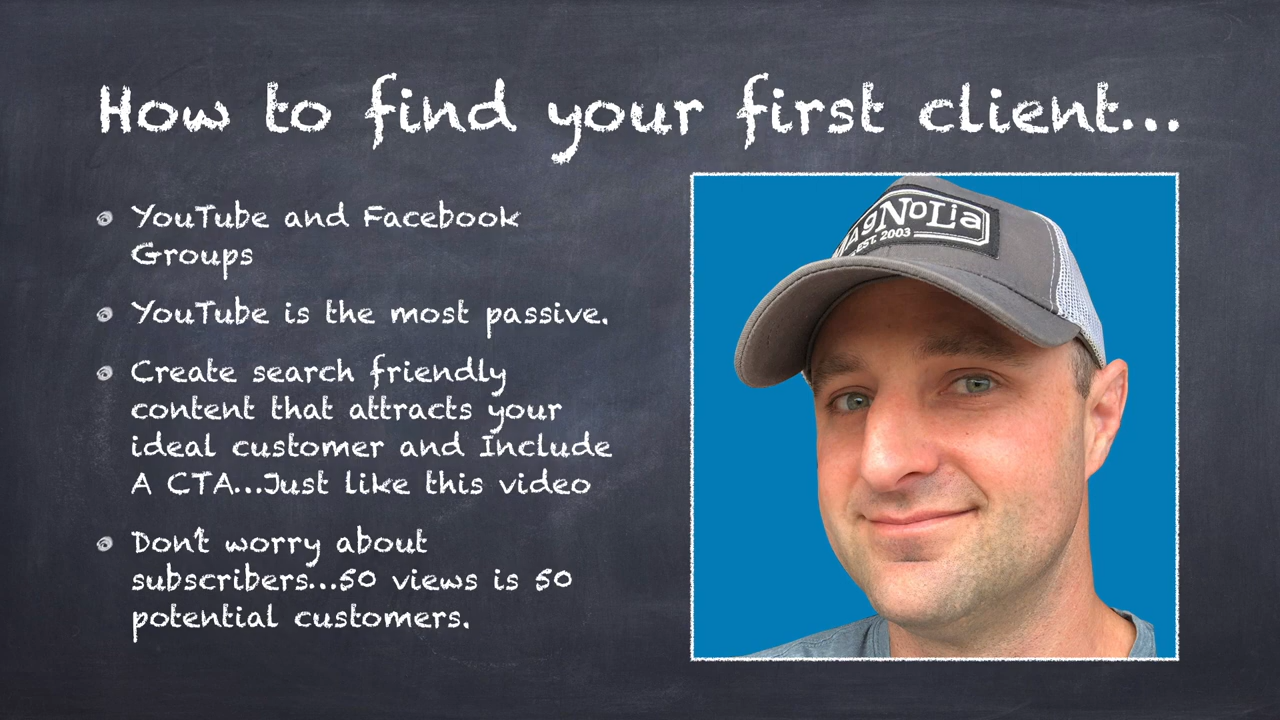 How to find your first client...
YouTube and Facebook
Groups
YouTube is the most passive.
Create search friendly
content that attracts your
ideal customer and Include
A CTA...Just like this video
Don't worry about
subscribers...50 views is 50
potential customers.
MAgNoLia
EST. 2003